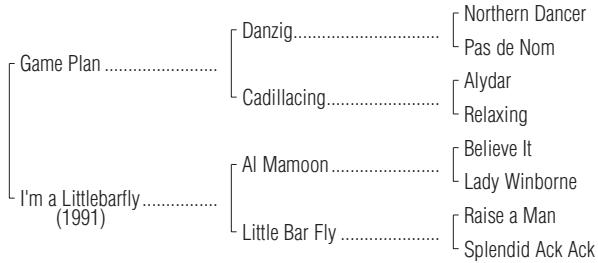 Northern Dancer
Danzig..................................
Pas de Nom
Game Plan ..........................
Alydar
Cadillacing..........................
Relaxing
Believe It
Al Mamoon.........................
Lady Winborne
I'm a Littlebarfly.................
(1991)
Raise a Man
Little Bar Fly .......................
Splendid Ack Ack